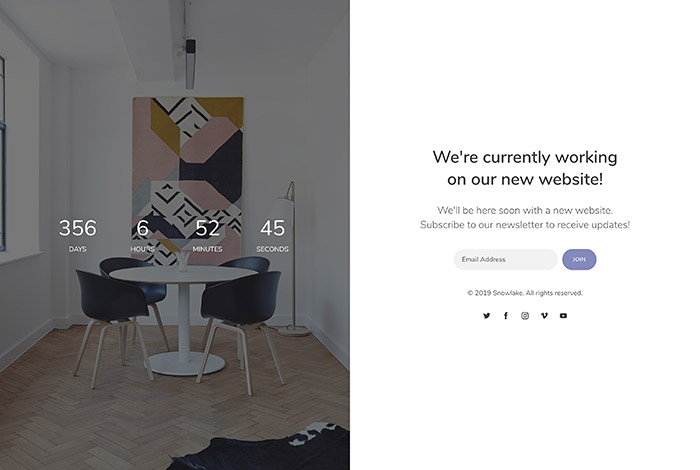 356 6 52 45
DAYS HOURS MINUTES SECONDS
We're currently working
on our new website!
We'll be here soon with a new website.
Subscribe to our newsletter to receive updates!
Email Address JOIN
© 2019 Snowlake. All rights reserved.